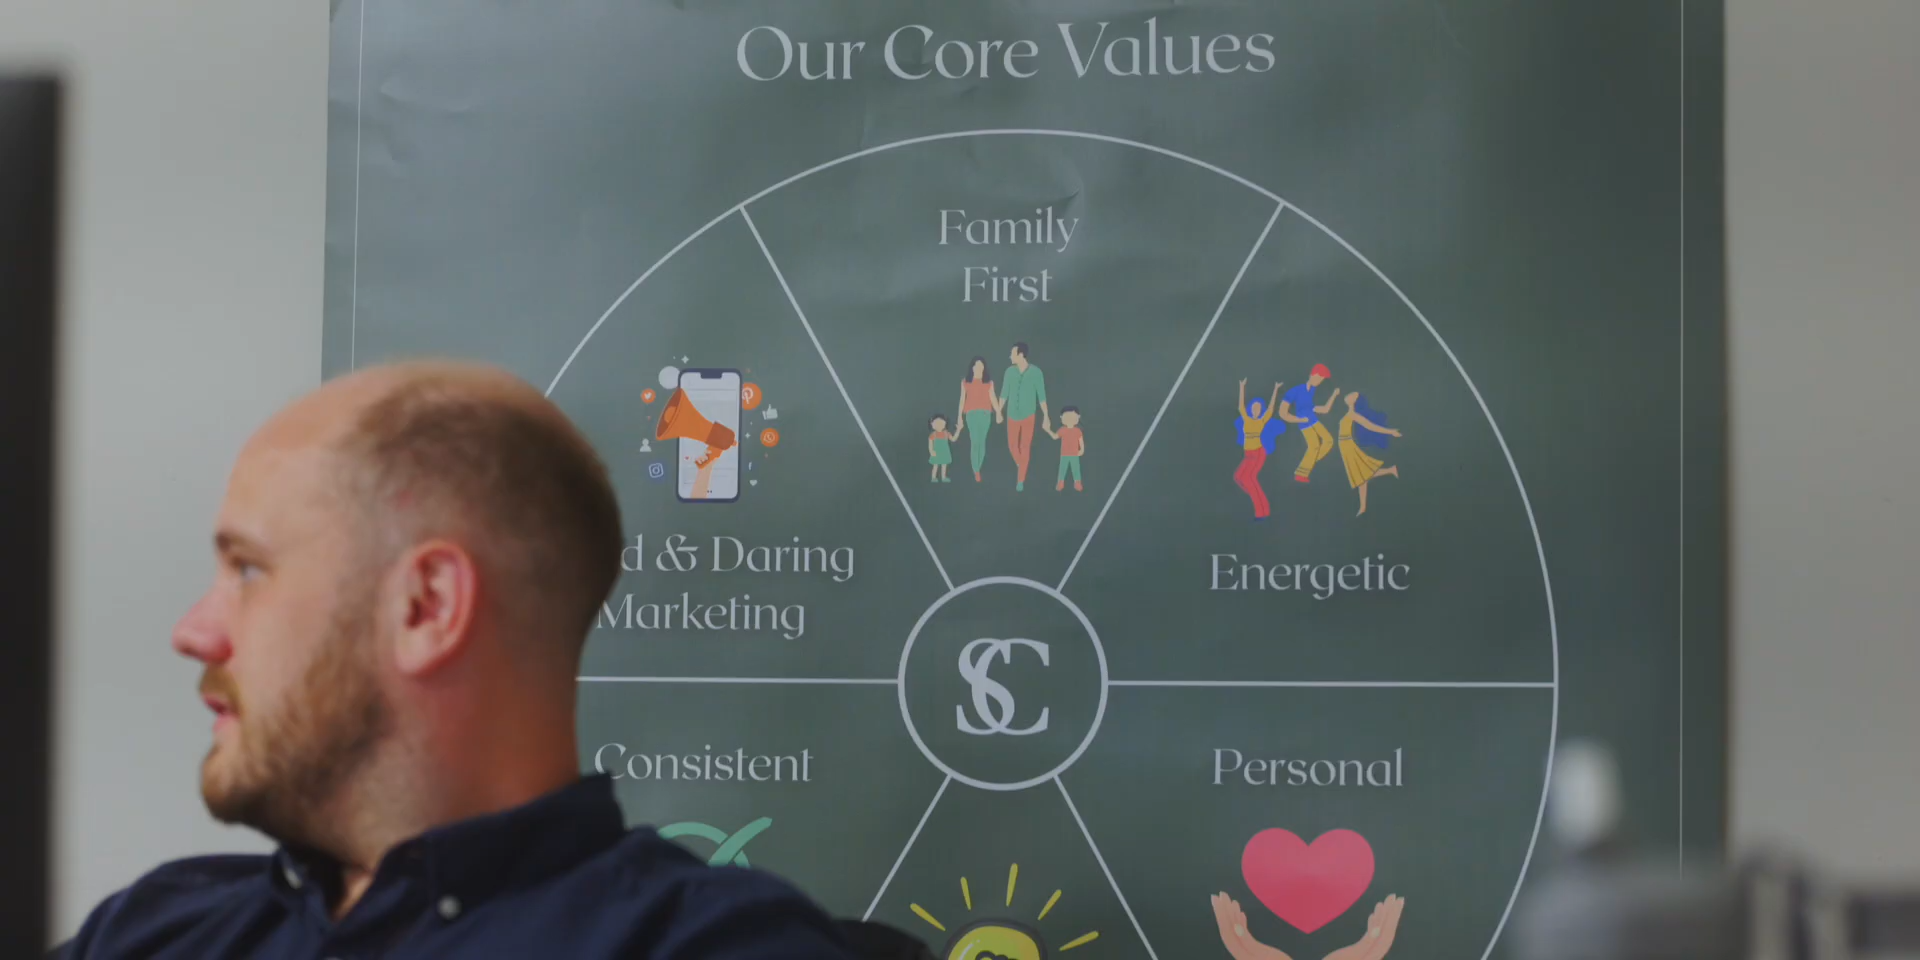 Our Core Values
Family
First
d & Daring
Marketing
Energetic
SC
Consistent
Personal